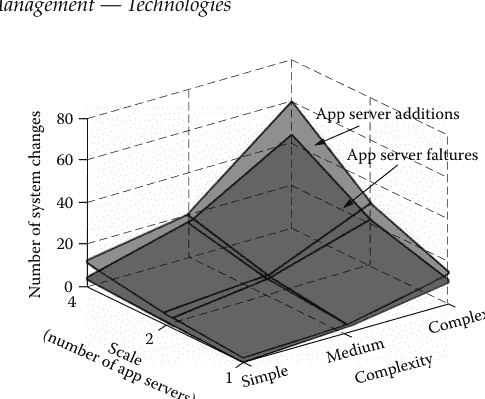 Management — Technologies
App server additions
App server faltures
Number of system changes
80
60
40
20
0
4
2
1
Scale
(number of app servers)
Simple
Medium
Complex
Complexity